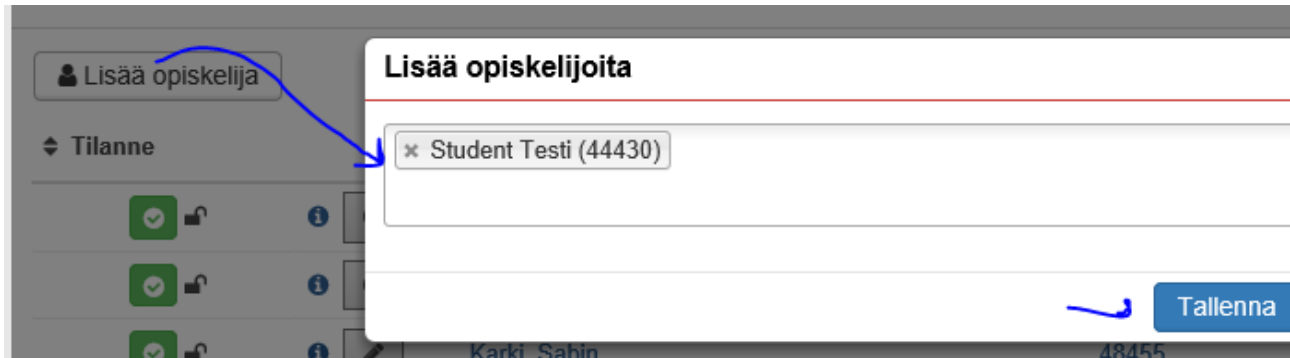 Lisää opiskelija
Lisää opiskelijoita
Tilanne
× Student Testi (44430)
Tallenna
Karki, Sabin 48455